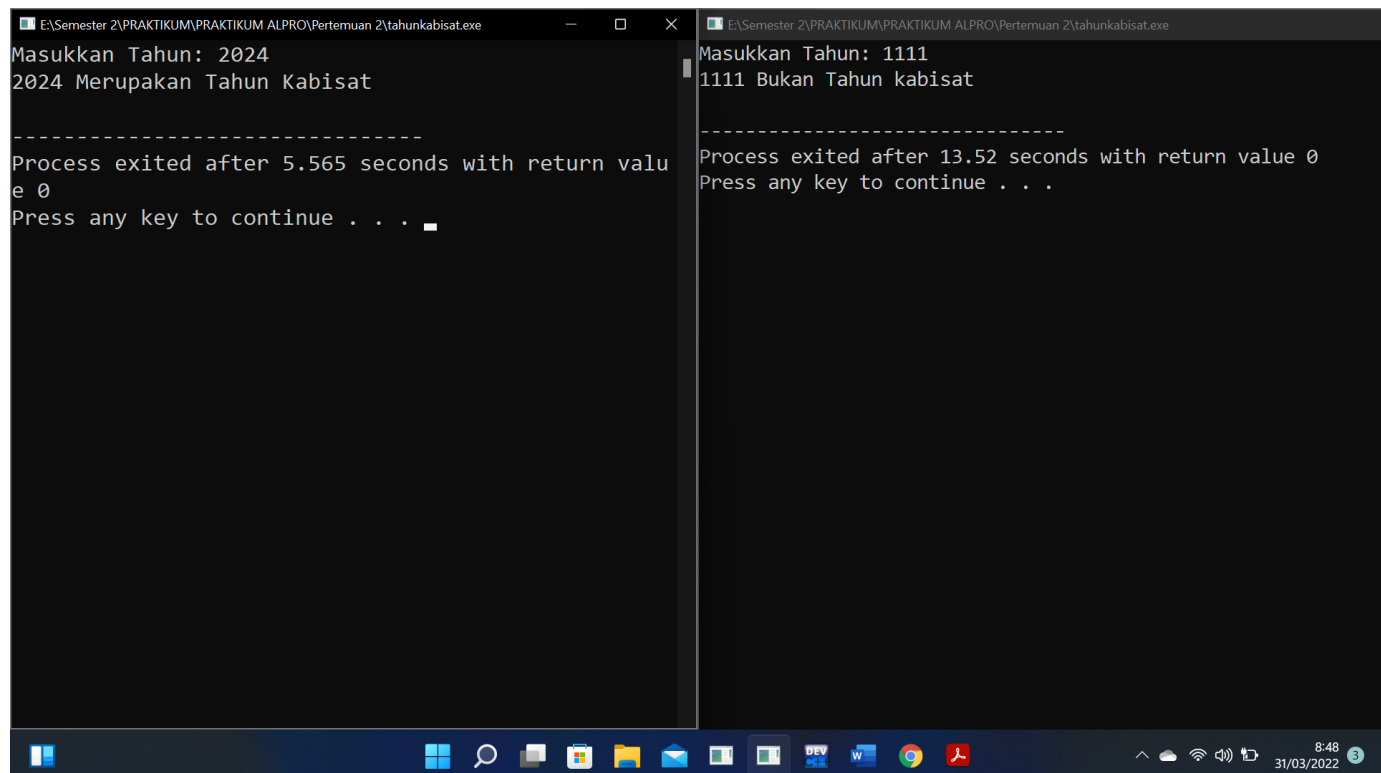 E:\Semester 2\PRAKTIKUM\PRAKTIKUM ALPRO\Pertemuan 2\tahunkabisat.exe
Masukkan Tahun: 2024
2024 Merupakan Tahun Kabisat
--------------------------------
Process exited after 5.565 seconds with return valu
e 0
Press any key to continue . . .
E:\Semester 2\PRAKTIKUM\PRAKTIKUM ALPRO\Pertemuan 2\tahunkabisat.exe
Masukkan Tahun: 1111
1111 Bukan Tahun kabisat
--------------------------------
Process exited after 13.52 seconds with return value 0
Press any key to continue . . .
DEV
W
8:48
31/03/2022
3